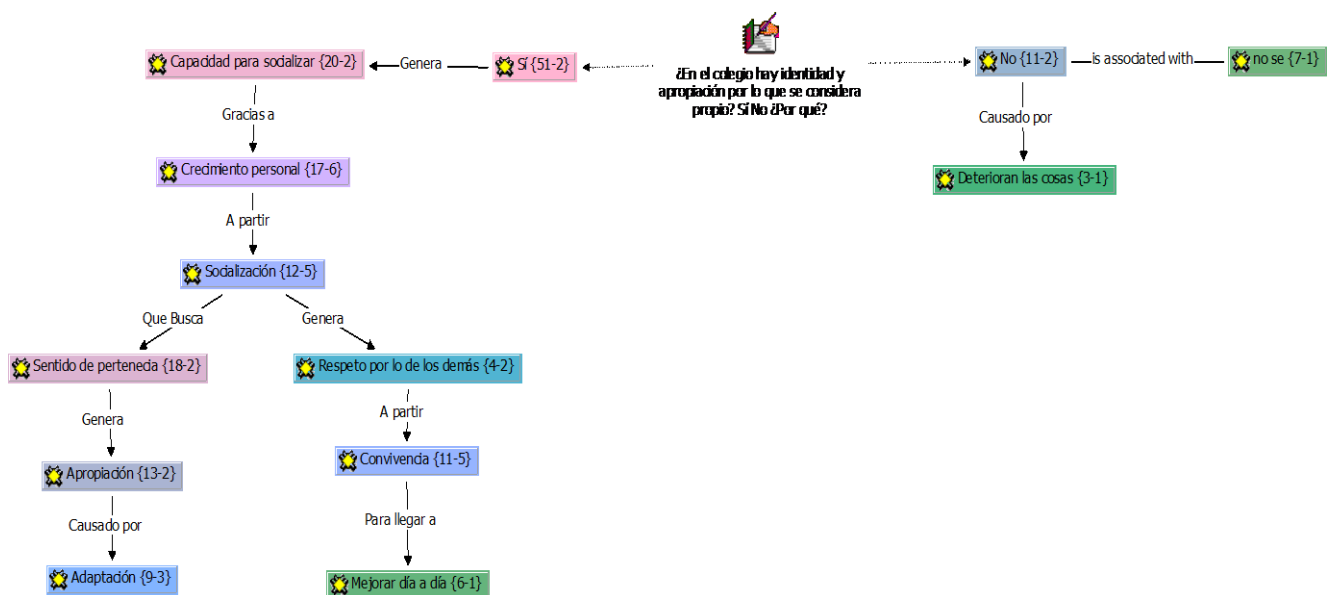 Capacidad para socializar {20-2}
Genera
Sí {51-2}
¿En el colegio hay identidad y
apropiación por lo que se considera
propio? Sí No ¿Por qué?
No {11-2}
is associated with
no se {7-1}
Gracias a
Causado por
Crecimiento personal {17-6}
Deterioran las cosas {3-1}
A partir
Socialización {12-5}
Que Busca
Genera
Sentido de pertenecia {18-2}
Respeto por lo de los demás {4-2}
Genera
A partir
Apropiación {13-2}
Convivencia {11-5}
Causado por
Para llegar a
Adaptación {9-3}
Mejorar día a día {6-1}